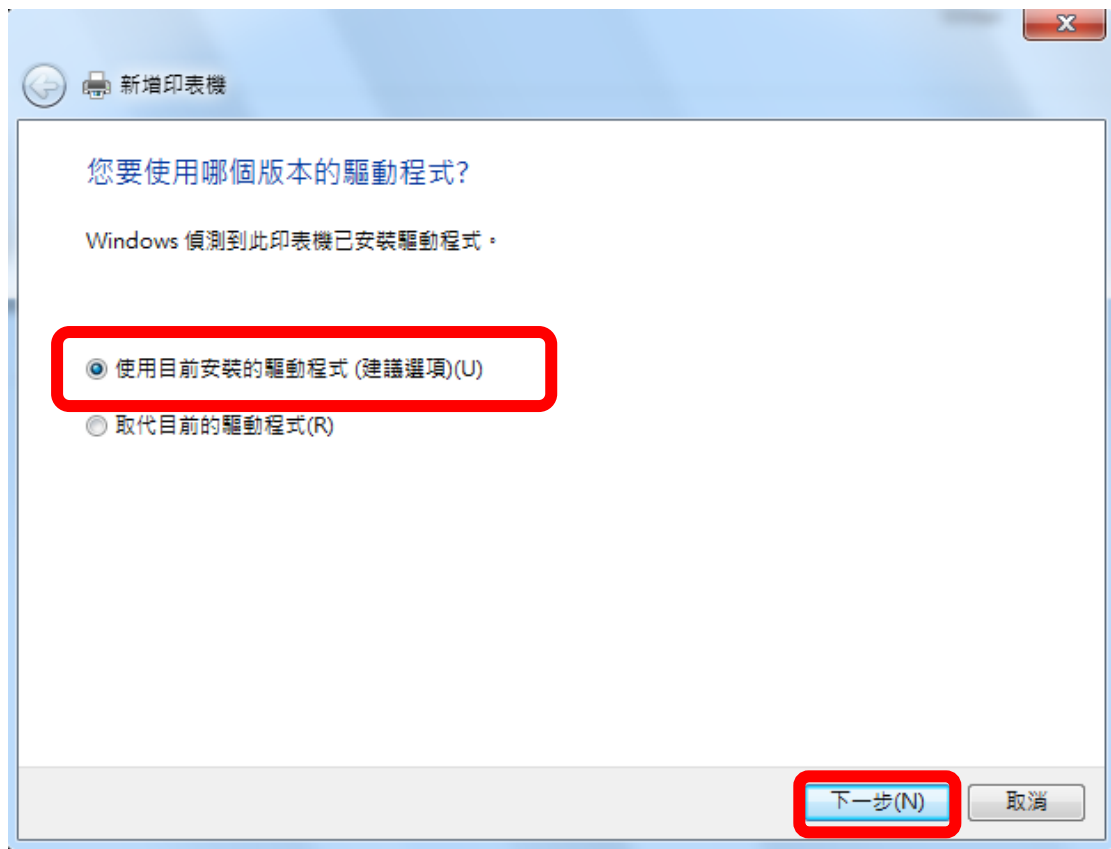 新增印表機
您要使用哪個版本的驅動程式?
Windows 偵測到此印表機已安裝驅動程式。
使用目前安裝的驅動程式 (建議選項)(U)
取代目前的驅動程式(R)
下一步(N)
取消